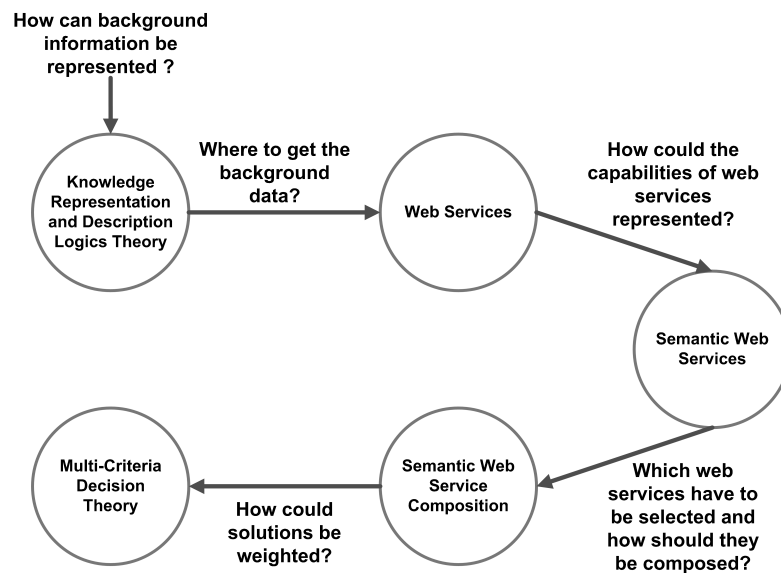 How can background
information be
represented ?
Knowledge
Representation
and Description
Logics Theory
Where to get the
background
data?
Web Services
How could the
capabilities of web
services
represented?
Semantic Web
Services
Which web
services have to
be selected and
how should they
be composed?
Semantic Web
Service
Composition
How could
solutions be
weighted?
Multi-Criteria
Decision
Theory